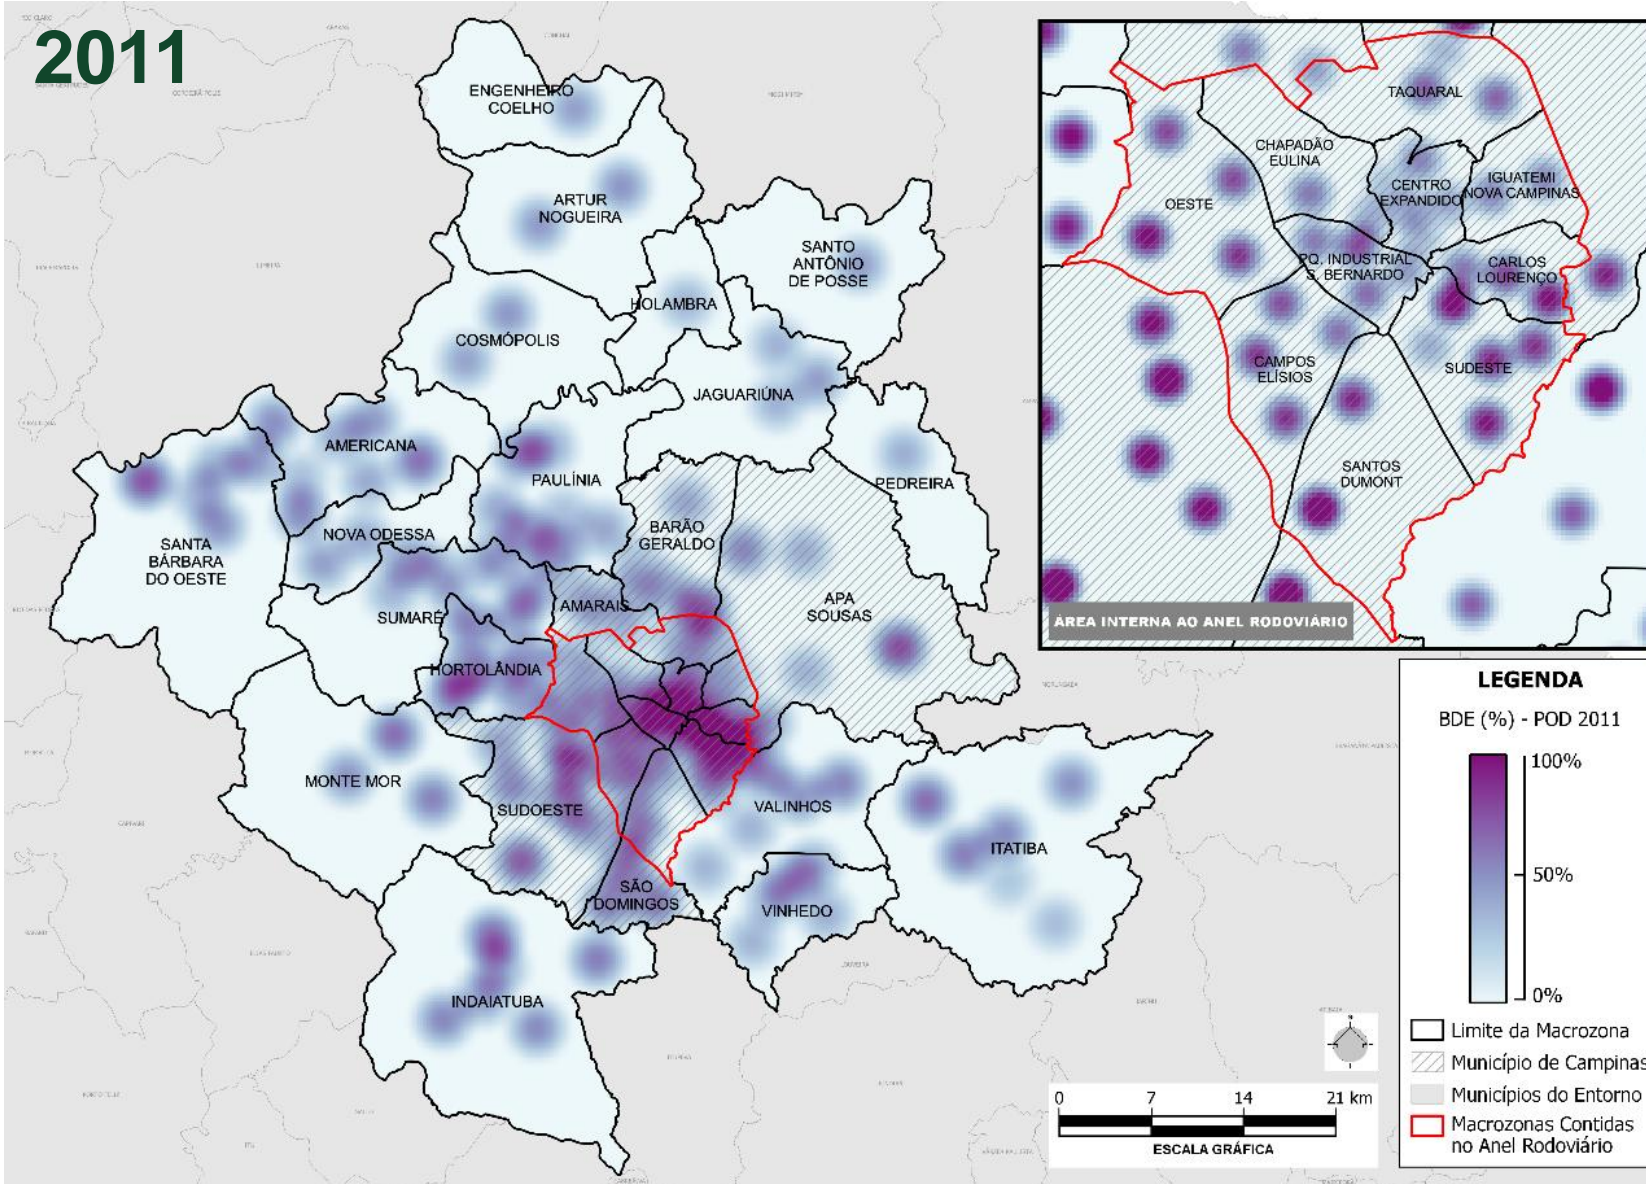 2011
ENGENHEIRO
COELHO
ARTUR
NOGUEIRA
SANTO
ANTÔNIO
DE POSSE
HOLAMBRA
COSMÓPOLIS
JAGUARIÚNA
AMERICANA
PAULÍNIA
PEDREIRA
NOVA ODESSA
BARÃO
GERALDO
SANTA
BÁRBARA
DO OESTE
SUMARÉ
AMARAIS
APA
SOUSAS
HORTOLÂNDIA
MONTE MOR
SUDOESTE
VALINHOS
ITATIBA
SÃO
DOMINGOS
VINHEDO
INDAIATUBA
TAQUARAL
CHAPADÃO
EULINA
CENTRO
EXPANDIDO
IGUATEMI
NOVA CAMPINAS
OESTE
PQ. INDUSTRIAL
S. BERNARDO
CARLOS
LOURENÇO
CAMPOS
ELÍSIOS
SUDESTE
SANTOS
DUMONT
ÁREA INTERNA AO ANEL RODOVIÁRIO
LEGENDA
BDE (%) - POD 2011
100%
50%
0%
Limite da Macrozona
Município de Campinas
Municípios do Entorno
Macrozonas Contidas
no Anel Rodoviário
N
0 7 14 21 km
ESCALA GRÁFICA